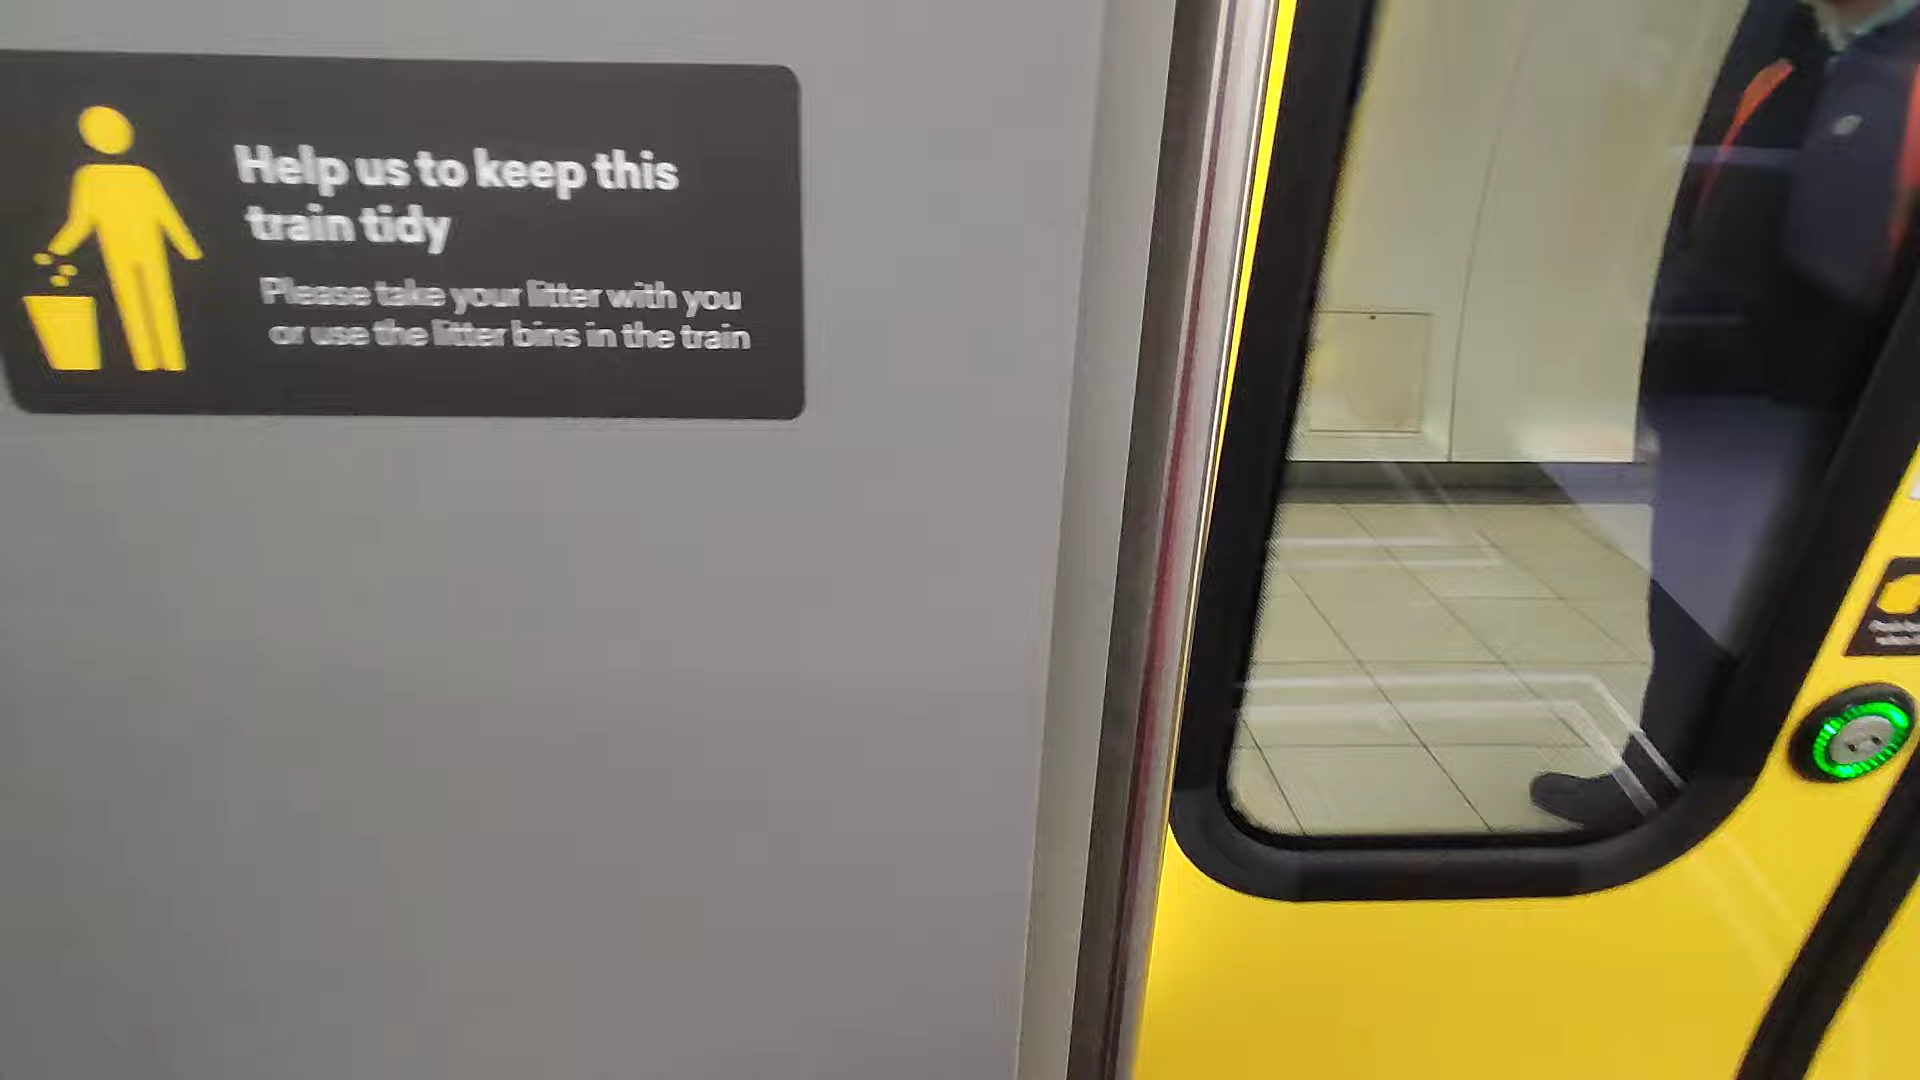 Help us to keep this
train tidy
Please take your litter with you
or use the litter bins in the train